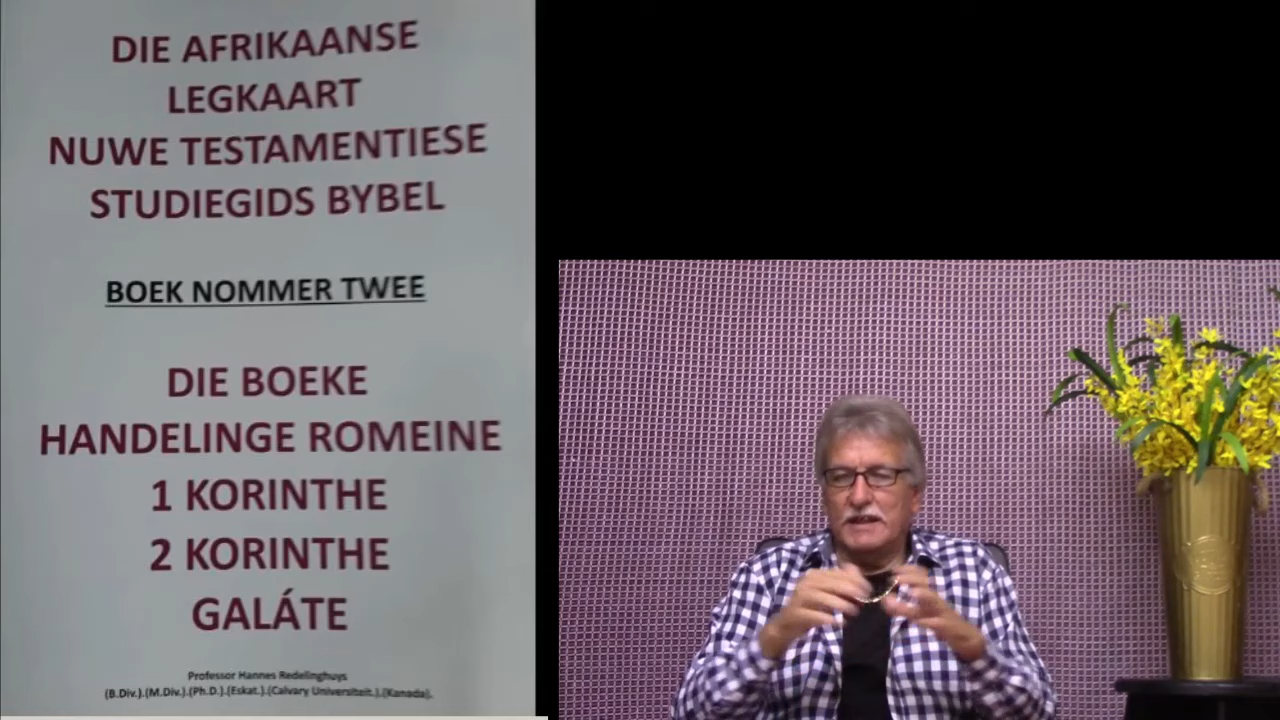 DIE AFRIKAANSE
LEGKAART
NUWE TESTAMENTIESE
STUDIEGIDS BYBEL
BOEK NOMMER TWEE
DIE BOEKE
HANDELINGE ROMEINE
1 KORINTHE
2 KORINTHE
GALÁTE
Professor Hannes Redelinghuys
(B.Div.).(M.Div.).(Ph.D.).(Eskat.).(Calvary Universiteit.).(Kanada).